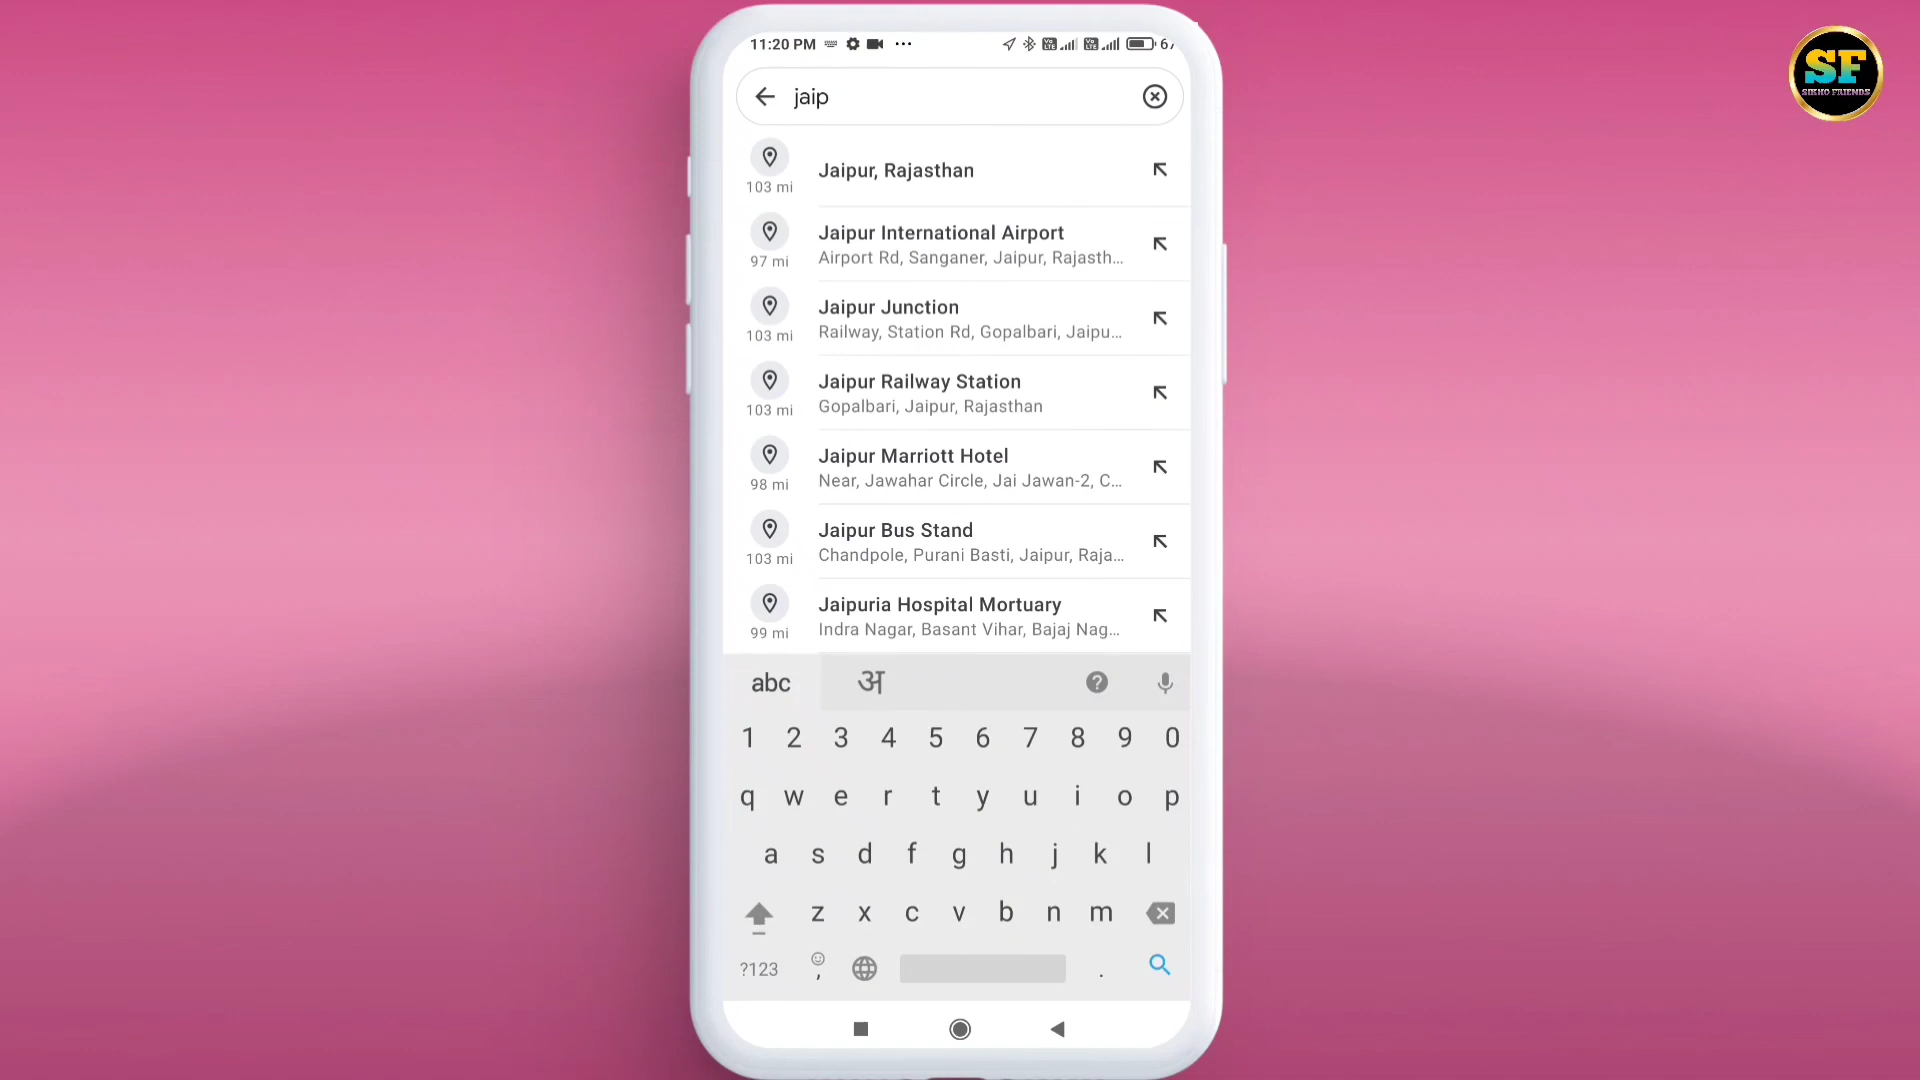 11:20 PM
67
SF
SIKHO FRIENDS
jaip
Jaipur, Rajasthan
103 mi
Jaipur International Airport
Airport Rd, Sanganer, Jaipur, Rajasth...
97 mi
Jaipur Junction
Railway, Station Rd, Gopalbari, Jaipu...
103 mi
Jaipur Railway Station
Gopalbari, Jaipur, Rajasthan
103 mi
Jaipur Marriott Hotel
Near, Jawahar Circle, Jai Jawan-2, C...
98 mi
Jaipur Bus Stand
Chandpole, Purani Basti, Jaipur, Raja...
103 mi
Jaipuria Hospital Mortuary
Indra Nagar, Basant Vihar, Bajaj Nag...
99 mi
abc अ
1 2 3 4 5 6 7 8 9 0
q w e r t y u i o p
a s d f g h j k l
z x c v b n m
?123 , .